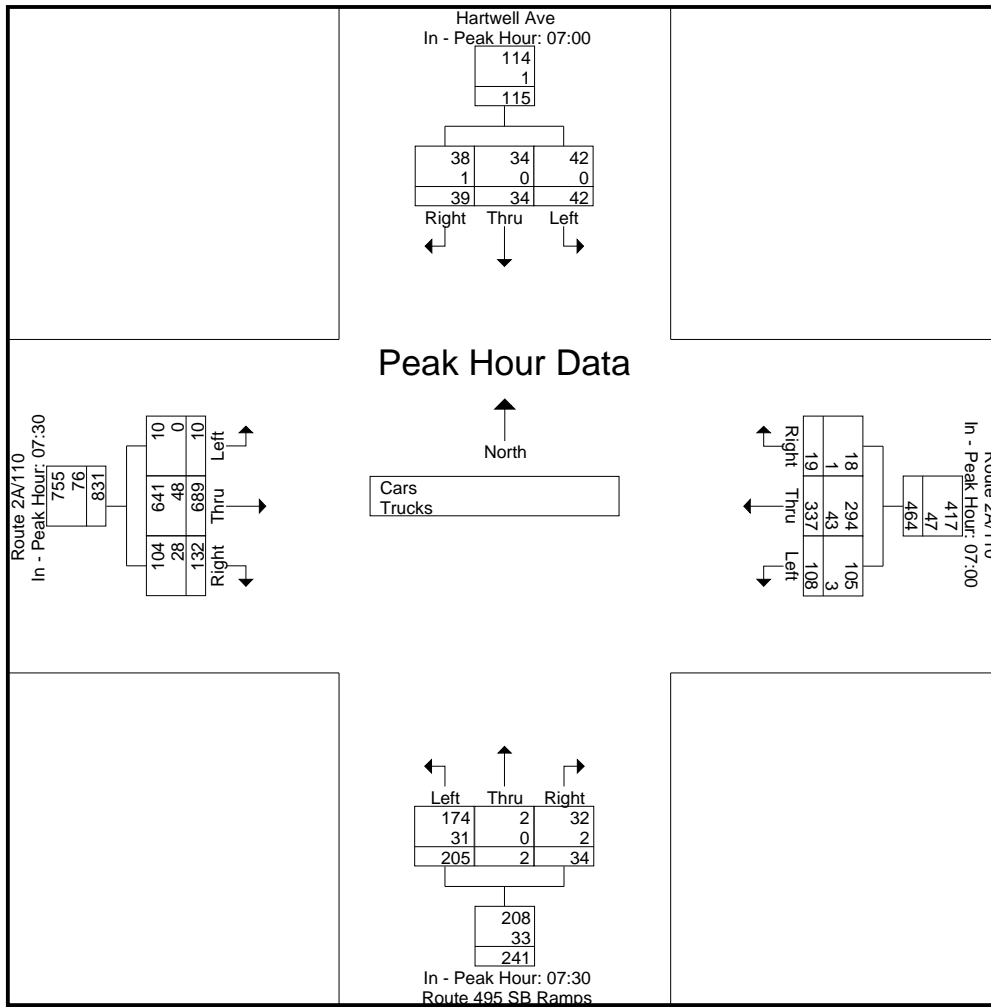 Hartwell Ave
In - Peak Hour: 07:00
114
1
115
38 34 42
1 0 0
39 34 42
Right Thru Left
Peak Hour Data
North
Cars
Trucks
Route 2A/110
In - Peak Hour: 07:30
755
76
831
10 0 10
641 48 689
104 28 132
Left
Thru
Right
Route 2A/110
In - Peak Hour: 07:00
417
47
464
18 1 19
294 43 337
105 3 108
Right
Thru
Left
Left Thru Right
174 2 32
31 0 2
205 2 34
208
33
241
In - Peak Hour: 07:30
Route 495 SB Ramps